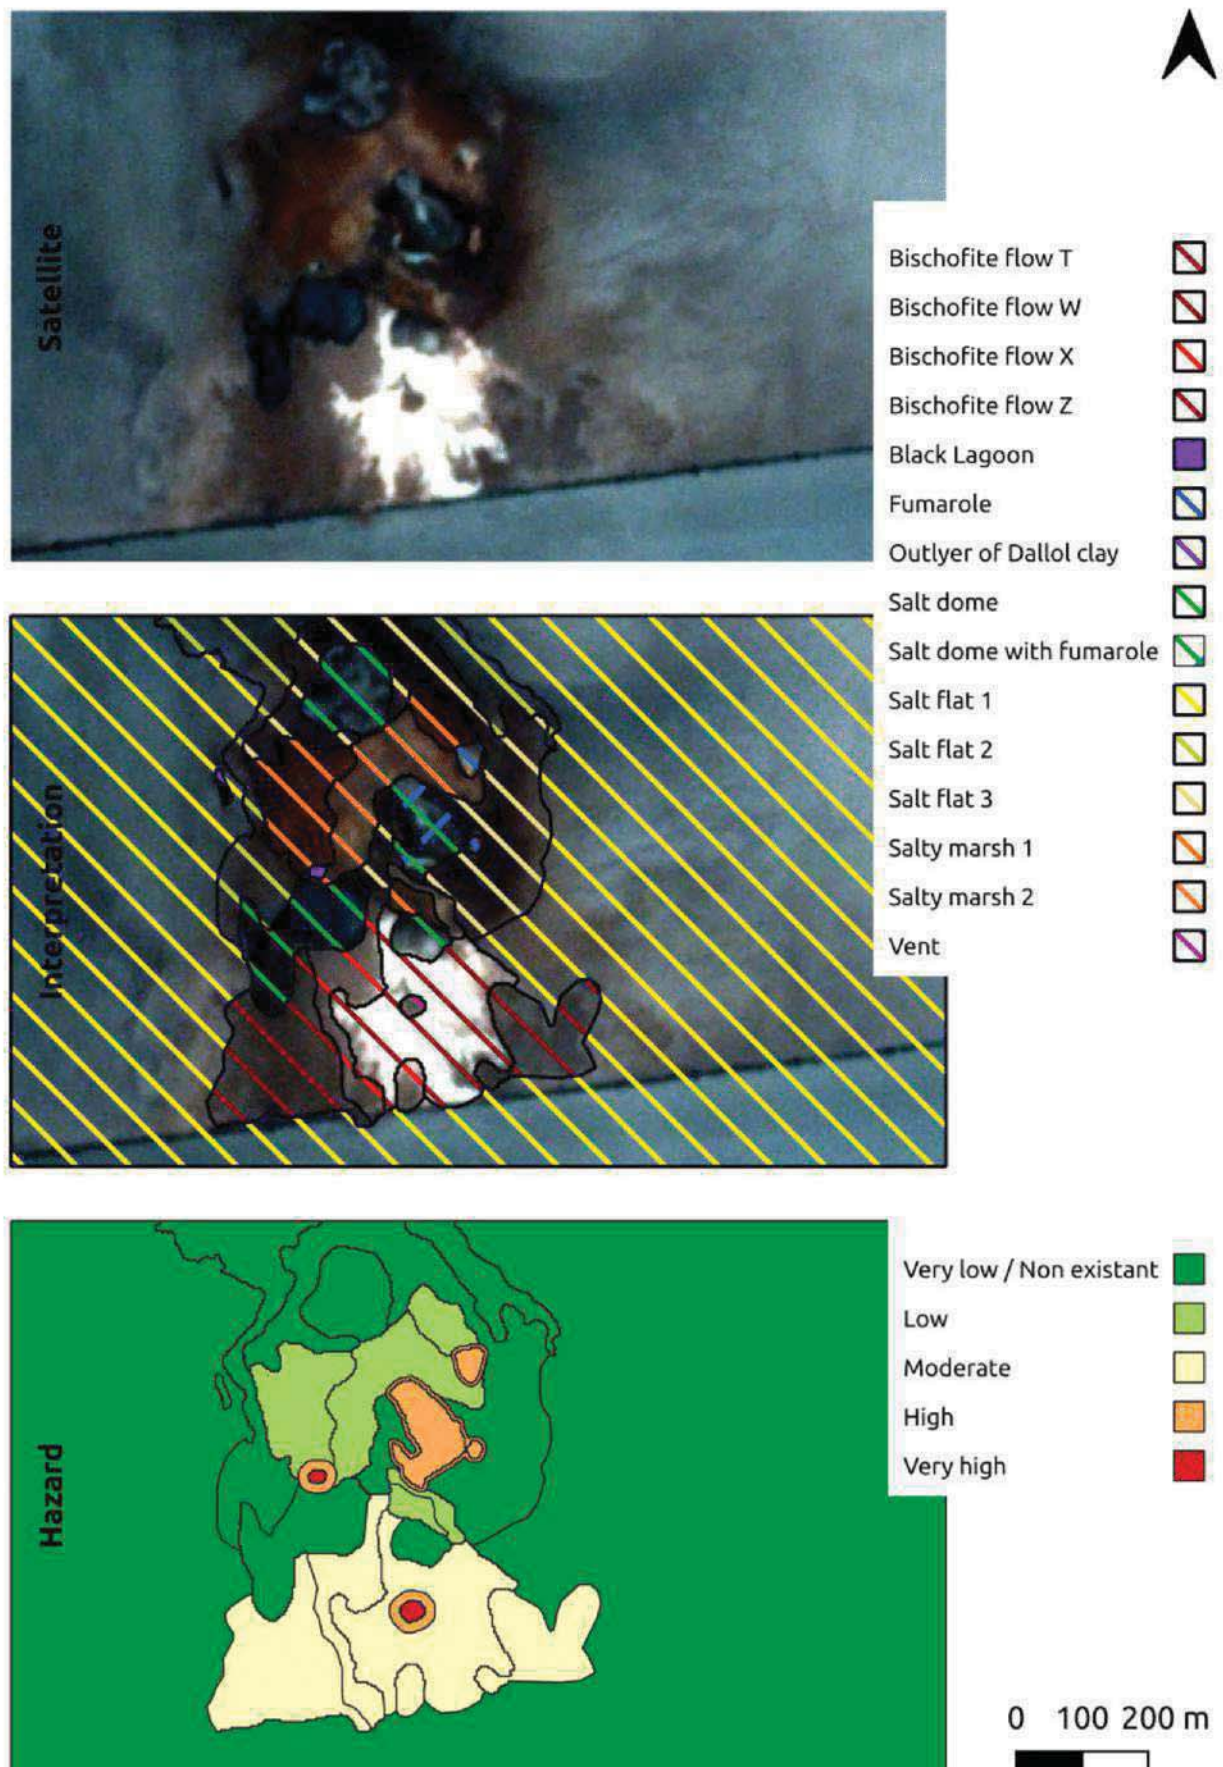 Satellite
Bischofite flow T
Bischofite flow W
Bischofite flow X
Bischofite flow Z
Black Lagoon
Fumarole
Outlyer of Dallol clay
Salt dome
Salt dome with fumarole
Salt flat 1
Salt flat 2
Salt flat 3
Salty marsh 1
Salty marsh 2
Vent
Interpretation
Hazard
Very low / Non existant
Low
Moderate
High
Very high
0 100 200 m